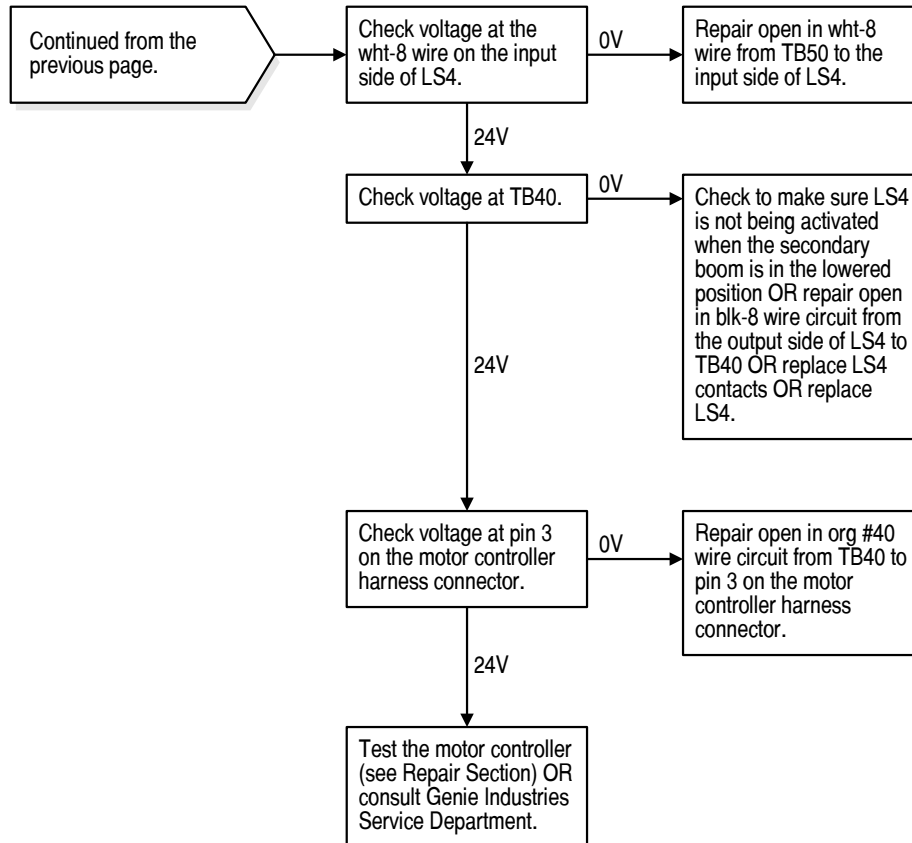 Continued from the
previous page.
Check voltage at the
wht-8 wire on the input
side of LS4.
0V
Repair open in wht-8
wire from TB50 to the
input side of LS4.
24V
Check voltage at TB40.
0V
Check to make sure LS4
is not being activated
when the secondary
boom is in the lowered
position OR repair open
in blk-8 wire circuit from
the output side of LS4 to
TB40 OR replace LS4
contacts OR replace
LS4.
24V
Check voltage at pin 3
on the motor controller
harness connector.
0V
Repair open in org #40
wire circuit from TB40 to
pin 3 on the motor
controller harness
connector.
24V
Test the motor controller
(see Repair Section) OR
consult Genie Industries
Service Department.